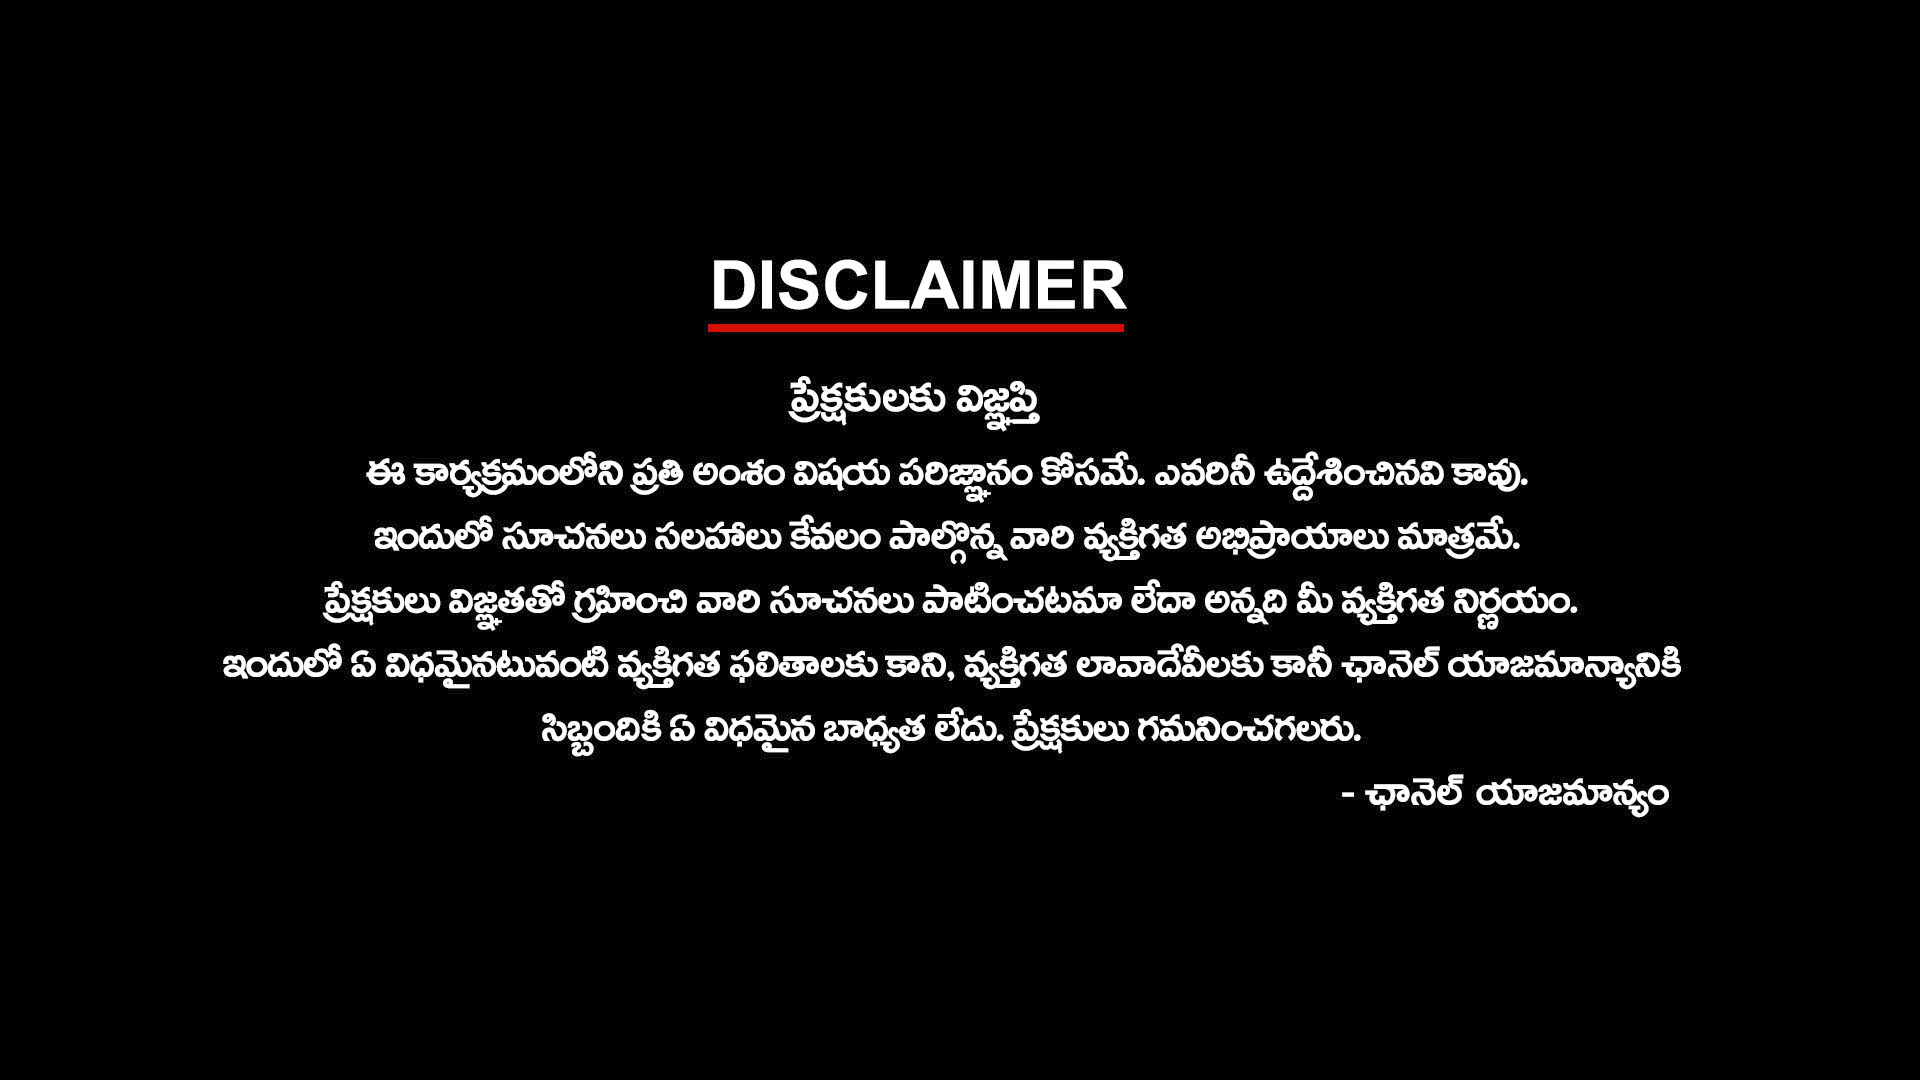 DISCLAIMER
ప్రేక్షకులకు విజ్ఞప్తి
ఈ కార్యక్రమంలోని ప్రతి అంశం విషయ పరిజ్ఞానం కోసమే. ఎవరినీ ఉద్దేశించినవి కావు.
ఇందులో సూచనలు సలహాలు కేవలం పాల్గొన్న వారి వ్యక్తిగత అభిప్రాయాలు మాత్రమే.
ప్రేక్షకులు విజ్ఞతతో గ్రహించి వారి సూచనలు పాటించటమా లేదా అన్నది మీ వ్యక్తిగత నిర్ణయం.
ఇందులో ఏ విధమైనటువంటి వ్యక్తిగత ఫలితాలకు కాని, వ్యక్తిగత లావాదేవీలకు కానీ ఛానెల్ యాజమాన్యానికి
సిబ్బందికి ఏ విధమైన బాధ్యత లేదు. ప్రేక్షకులు గమనించగలరు.
- ఛానెల్ యాజమాన్యం